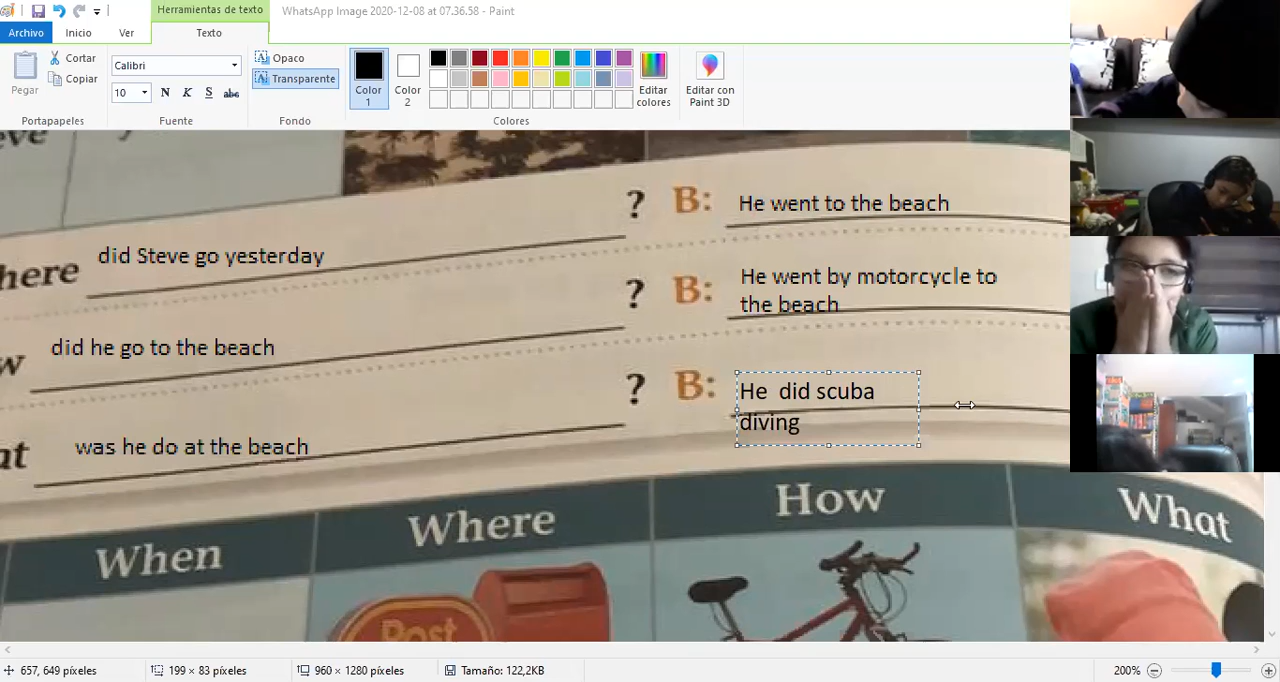 Herramientas de texto
WhatsApp Image 2020-12-08 at 07.36.58 - Paint
Archivo
Inicio
Ver
Texto
Pegar
Cortar
Copiar
Portapapeles
Calibri
10
N K S abc
Fuente
Opaco
Transparente
Fondo
Color 1
Color 2
Colores
Editar colores
Editar con Paint 3D
eve
here did Steve go yesterday ? B: He went to the beach
w did he go to the beach ? B: He went by motorcycle to
the beach
at was he do at the beach ? B: He did scuba
diving
When Where How What
Post
657, 649 píxeles
199 × 83 píxeles
960 × 1280 píxeles
Tamaño: 122,2KB
200%